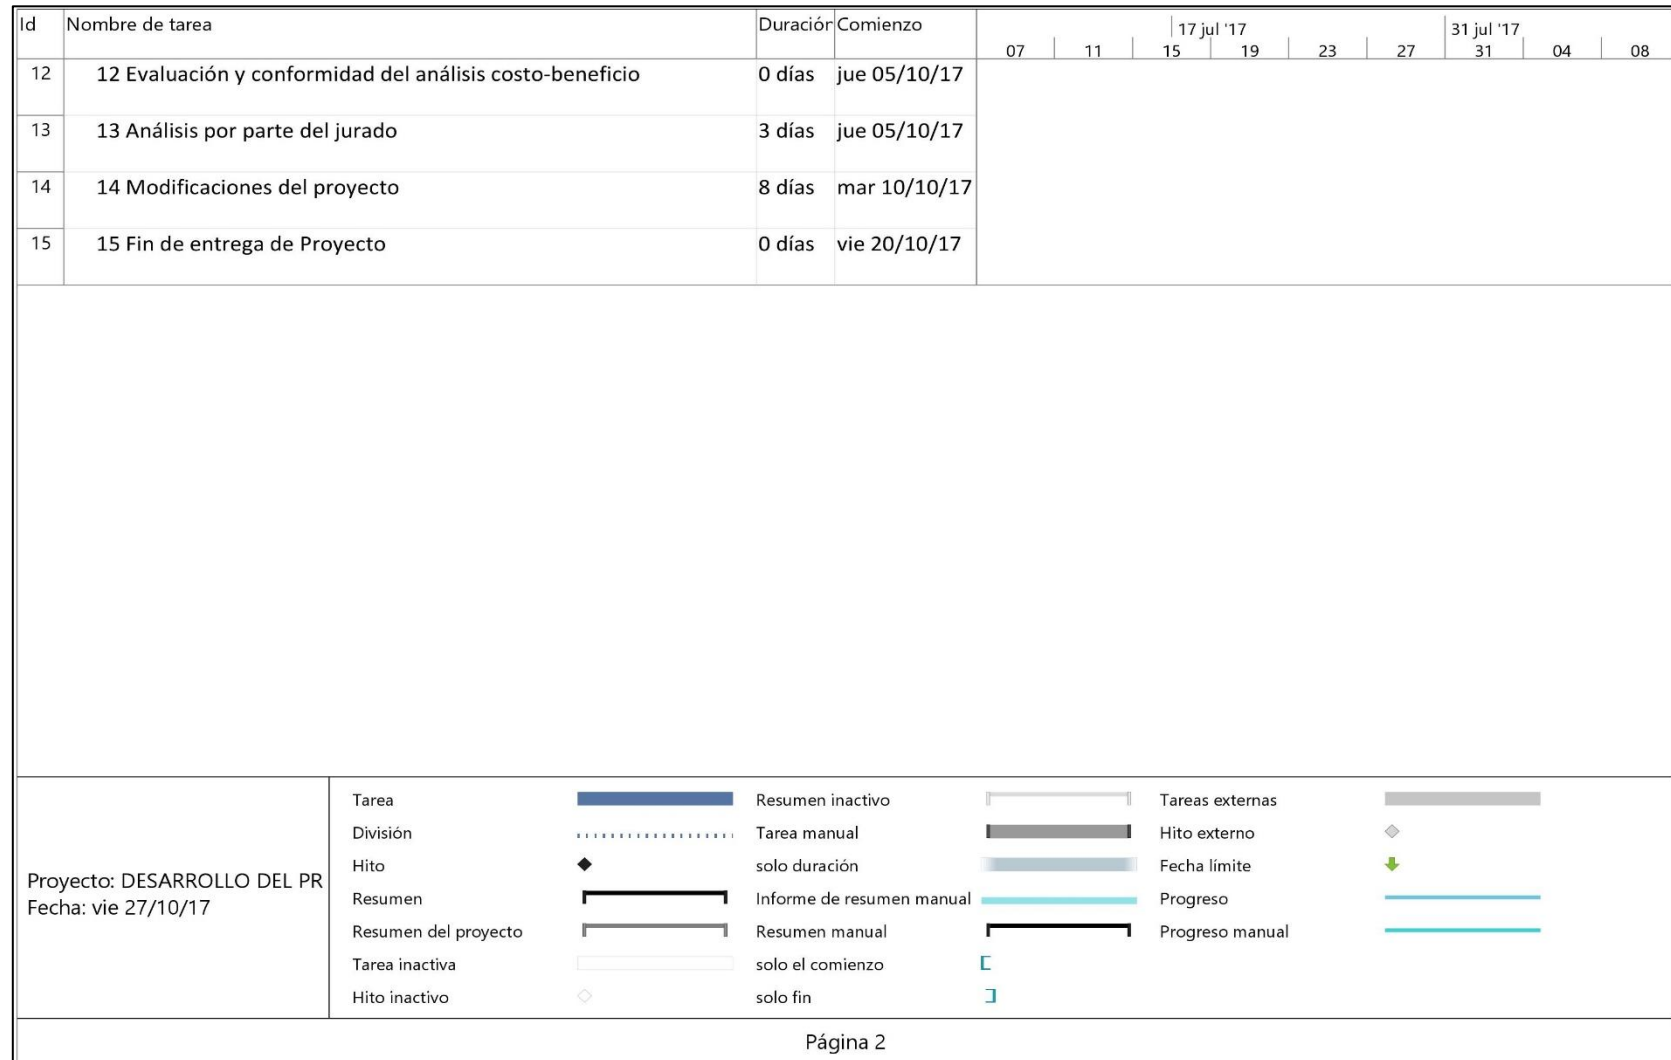 Id Nombre de tarea Duración Comienzo 17 jul '17 31 jul '17
07 11 15 19 23 27 31 04 08
12 12 Evaluación y conformidad del análisis costo-beneficio 0 días jue 05/10/17
13 13 Análisis por parte del jurado 3 días jue 05/10/17
14 14 Modificaciones del proyecto 8 días mar 10/10/17
15 15 Fin de entrega de Proyecto 0 días vie 20/10/17
Proyecto: DESARROLLO DEL PR
Fecha: vie 27/10/17
Tarea
División
Hito
Resumen
Resumen del proyecto
Tarea inactiva
Hito inactivo
Resumen inactivo
Tarea manual
solo duración
Informe de resumen manual
Resumen manual
solo el comienzo
solo fin
Tareas externas
Hito externo
Fecha límite
Progreso
Progreso manual
Página 2